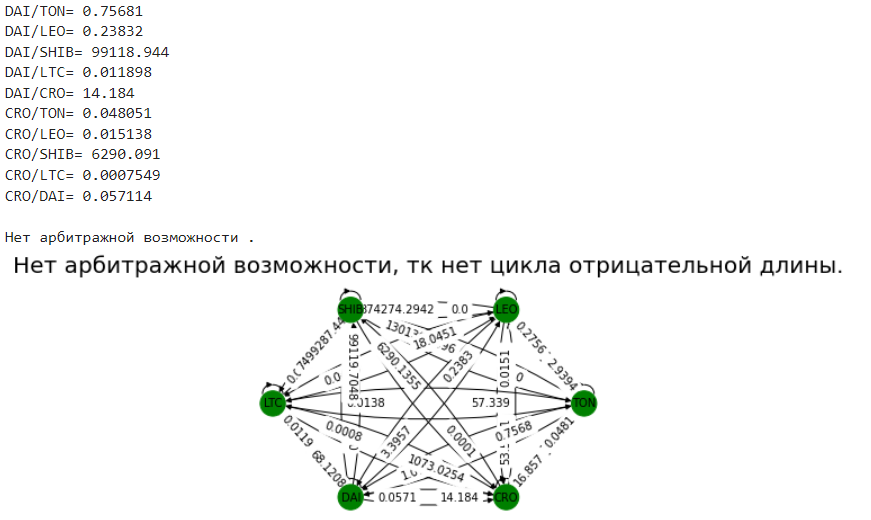 DAI/TON= 0.75681
DAI/LEO= 0.23832
DAI/SHIB= 99118.944
DAI/LTC= 0.011898
DAI/CRO= 14.184
CRO/TON= 0.048051
CRO/LEO= 0.015138
CRO/SHIB= 6290.091
CRO/LTC= 0.0007549
CRO/DAI= 0.057114
Нет арбитражной возможности .
Нет арбитражной возможности, тк нет цикла отрицательной длины.
SHIB
0.0
LEO
18.0451
0.2756
2.9394
6290.1355
0.2383
0.0151
99119.7048
LTC
57.339
TON
0.0119
0.0008
3.3957
0.0001
0.7568
0.0481
68.1208
1073.0254
16.857
DAI
0.0571
14.184
CRO